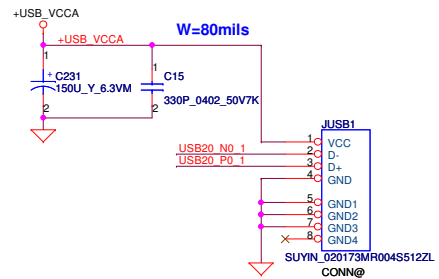 +USB_VCCA
W=80mils
+USB_VCCA
1
1
+
C231
150U_Y_6.3VM
C15
330P_0402_50V7K
2
2
JUSB1
1 VCC
USB20_N0_1 2 D-
USB20_P0_1 3 D+
4 GND
5 GND1
6 GND2
7 GND3
8 GND4
SUYIN_020173MR004S512ZL
CONN@